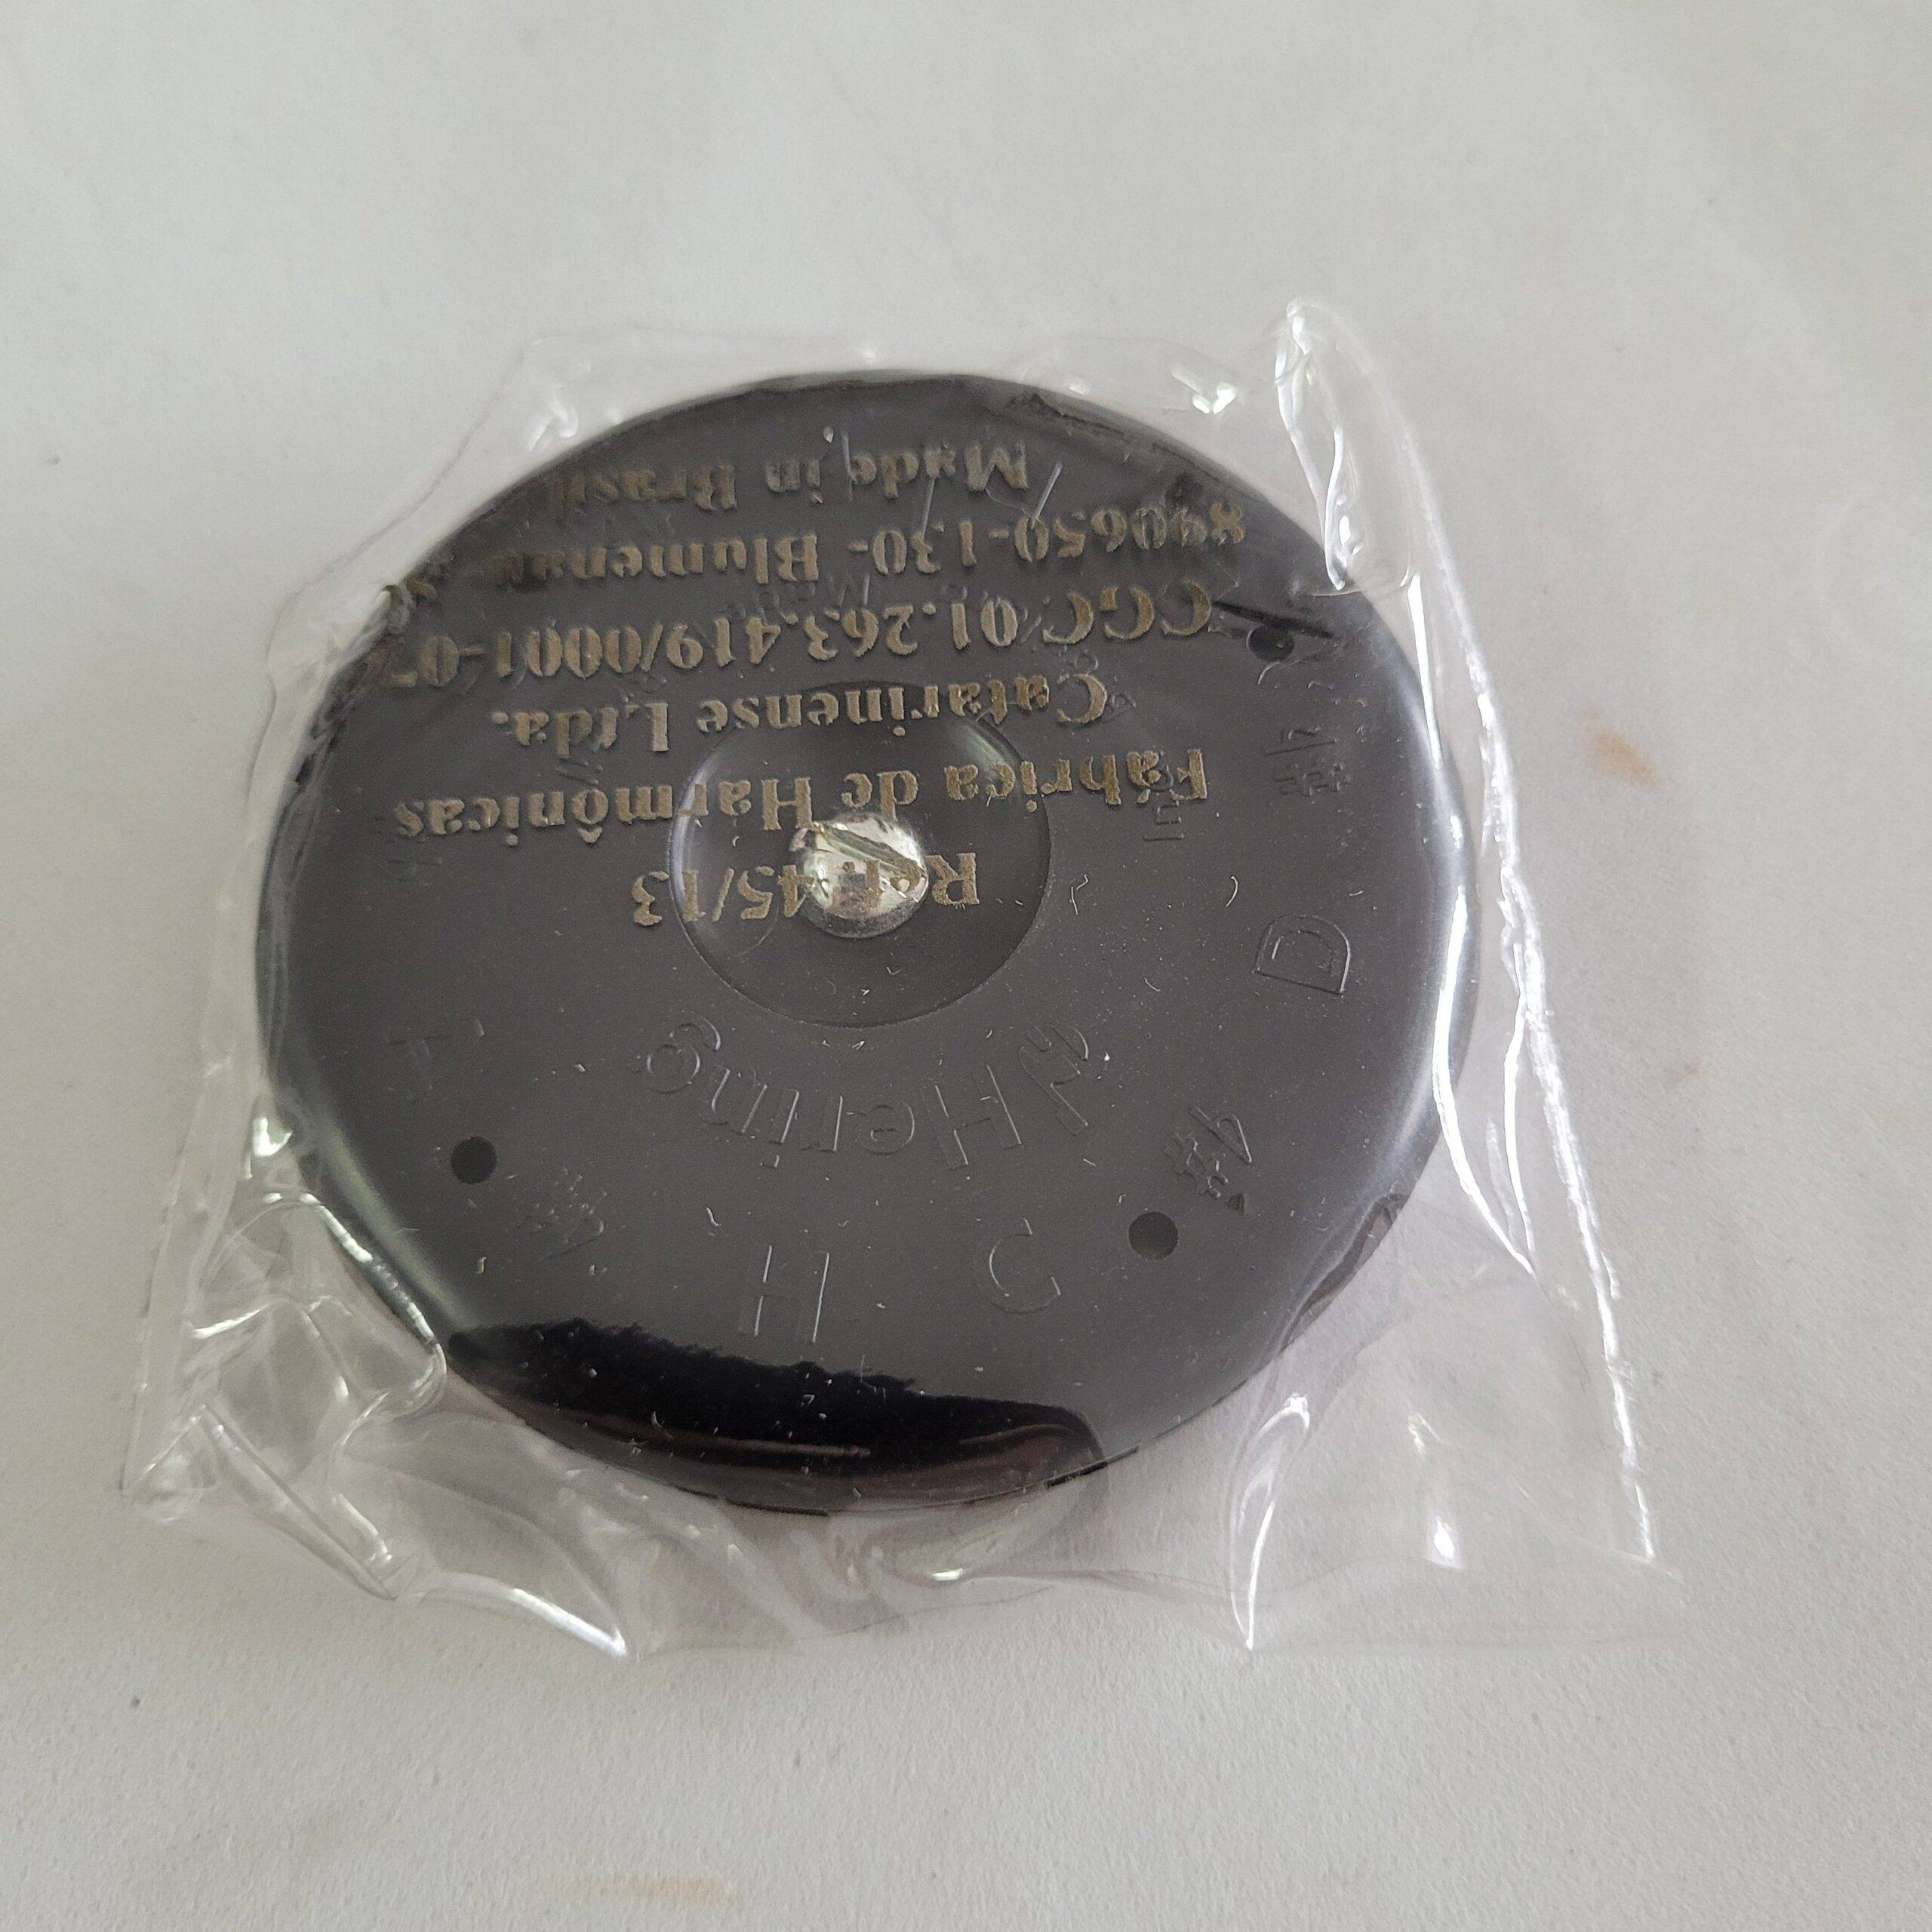 Ref. 45/13
Fábrica de Harmônicas
Catarinense Ltda.
CGC 01.263.419/0001-07
890650-130- Blumenau
Made in Brasil
Hering
D
C
H